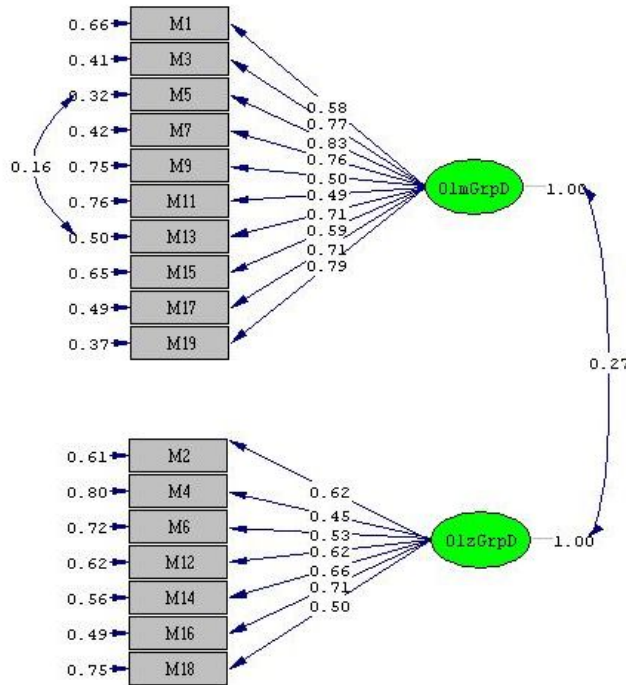 0.66 M1
0.41 M3
0.32 M5
0.42 M7
0.75 M9
0.76 M11
0.50 M13
0.65 M15
0.49 M17
0.37 M19
0.16
0.58
0.77
0.83
0.76
0.50
0.49
0.71
0.59
0.71
0.79
OlmGrpD 1.00
0.27
0.61 M2
0.80 M4
0.72 M6
0.62 M12
0.56 M14
0.49 M16
0.75 M18
0.62
0.45
0.53
0.62
0.66
0.71
0.50
OlzGrpD 1.00